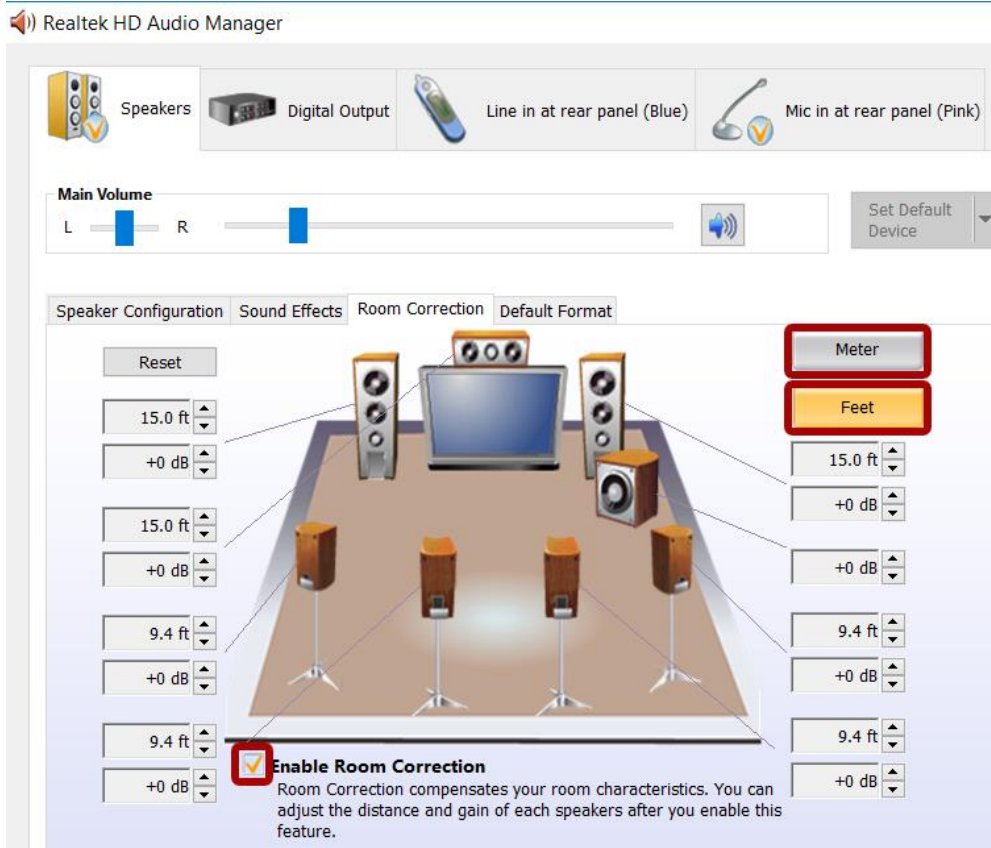 Realtek HD Audio Manager
Speakers
Digital Output
Line in at rear panel (Blue)
Mic in at rear panel (Pink)
Main Volume
L
R
Set Default
Device
Speaker Configuration
Sound Effects
Room Correction
Default Format
Reset
Meter
Feet
15.0 ft
+0 dB
15.0 ft
+0 dB
9.4 ft
+0 dB
9.4 ft
+0 dB
15.0 ft
+0 dB
+0 dB
9.4 ft
+0 dB
9.4 ft
+0 dB
Enable Room Correction
Room Correction compensates your room characteristics. You can
adjust the distance and gain of each speakers after you enable this
feature.